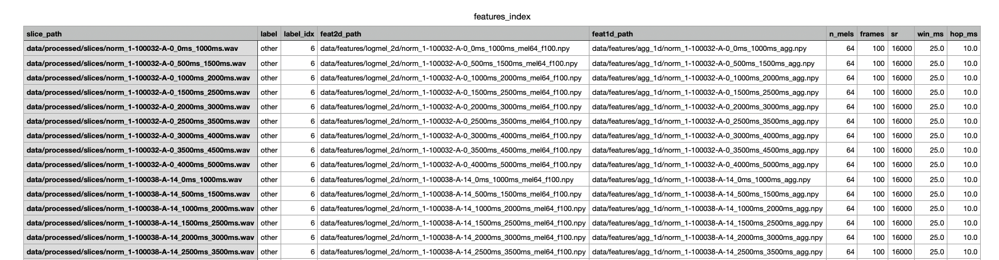 features_index
slice_path label label_idx feat2d_path feat1d_path n_mels frames sr win_ms hop_ms
data/processed/slices/norm_1-100032-A-0_0ms_1000ms.wav other 6 data/features/logmel_2d/norm_1-100032-A-0_0ms_1000ms_mel64_f100.npy data/features/agg_1d/norm_1-100032-A-0_0ms_1000ms_agg.npy 64 100 16000 25.0 10.0
data/processed/slices/norm_1-100032-A-0_500ms_1500ms.wav other 6 data/features/logmel_2d/norm_1-100032-A-0_500ms_1500ms_mel64_f100.npy data/features/agg_1d/norm_1-100032-A-0_500ms_1500ms_agg.npy 64 100 16000 25.0 10.0
data/processed/slices/norm_1-100032-A-0_1000ms_2000ms.wav other 6 data/features/logmel_2d/norm_1-100032-A-0_1000ms_2000ms_mel64_f100.npy data/features/agg_1d/norm_1-100032-A-0_1000ms_2000ms_agg.npy 64 100 16000 25.0 10.0
data/processed/slices/norm_1-100032-A-0_1500ms_2500ms.wav other 6 data/features/logmel_2d/norm_1-100032-A-0_1500ms_2500ms_mel64_f100.npy data/features/agg_1d/norm_1-100032-A-0_1500ms_2500ms_agg.npy 64 100 16000 25.0 10.0
data/processed/slices/norm_1-100032-A-0_2000ms_3000ms.wav other 6 data/features/logmel_2d/norm_1-100032-A-0_2000ms_3000ms_mel64_f100.npy data/features/agg_1d/norm_1-100032-A-0_2000ms_3000ms_agg.npy 64 100 16000 25.0 10.0
data/processed/slices/norm_1-100032-A-0_2500ms_3500ms.wav other 6 data/features/logmel_2d/norm_1-100032-A-0_2500ms_3500ms_mel64_f100.npy data/features/agg_1d/norm_1-100032-A-0_2500ms_3500ms_agg.npy 64 100 16000 25.0 10.0
data/processed/slices/norm_1-100032-A-0_3000ms_4000ms.wav other 6 data/features/logmel_2d/norm_1-100032-A-0_3000ms_4000ms_mel64_f100.npy data/features/agg_1d/norm_1-100032-A-0_3000ms_4000ms_agg.npy 64 100 16000 25.0 10.0
data/processed/slices/norm_1-100032-A-0_3500ms_4500ms.wav other 6 data/features/logmel_2d/norm_1-100032-A-0_3500ms_4500ms_mel64_f100.npy data/features/agg_1d/norm_1-100032-A-0_3500ms_4500ms_agg.npy 64 100 16000 25.0 10.0
data/processed/slices/norm_1-100032-A-0_4000ms_5000ms.wav other 6 data/features/logmel_2d/norm_1-100032-A-0_4000ms_5000ms_mel64_f100.npy data/features/agg_1d/norm_1-100032-A-0_4000ms_5000ms_agg.npy 64 100 16000 25.0 10.0
data/processed/slices/norm_1-100038-A-14_0ms_1000ms.wav other 6 data/features/logmel_2d/norm_1-100038-A-14_0ms_1000ms_mel64_f100.npy data/features/agg_1d/norm_1-100038-A-14_0ms_1000ms_agg.npy 64 100 16000 25.0 10.0
data/processed/slices/norm_1-100038-A-14_500ms_1500ms.wav other 6 data/features/logmel_2d/norm_1-100038-A-14_500ms_1500ms_mel64_f100.npy data/features/agg_1d/norm_1-100038-A-14_500ms_1500ms_agg.npy 64 100 16000 25.0 10.0
data/processed/slices/norm_1-100038-A-14_1000ms_2000ms.wav other 6 data/features/logmel_2d/norm_1-100038-A-14_1000ms_2000ms_mel64_f100.npy data/features/agg_1d/norm_1-100038-A-14_1000ms_2000ms_agg.npy 64 100 16000 25.0 10.0
data/processed/slices/norm_1-100038-A-14_1500ms_2500ms.wav other 6 data/features/logmel_2d/norm_1-100038-A-14_1500ms_2500ms_mel64_f100.npy data/features/agg_1d/norm_1-100038-A-14_1500ms_2500ms_agg.npy 64 100 16000 25.0 10.0
data/processed/slices/norm_1-100038-A-14_2000ms_3000ms.wav other 6 data/features/logmel_2d/norm_1-100038-A-14_2000ms_3000ms_mel64_f100.npy data/features/agg_1d/norm_1-100038-A-14_2000ms_3000ms_agg.npy 64 100 16000 25.0 10.0
data/processed/slices/norm_1-100038-A-14_2500ms_3500ms.wav other 6 data/features/logmel_2d/norm_1-100038-A-14_2500ms_3500ms_mel64_f100.npy data/features/agg_1d/norm_1-100038-A-14_2500ms_3500ms_agg.npy 64 100 16000 25.0 10.0